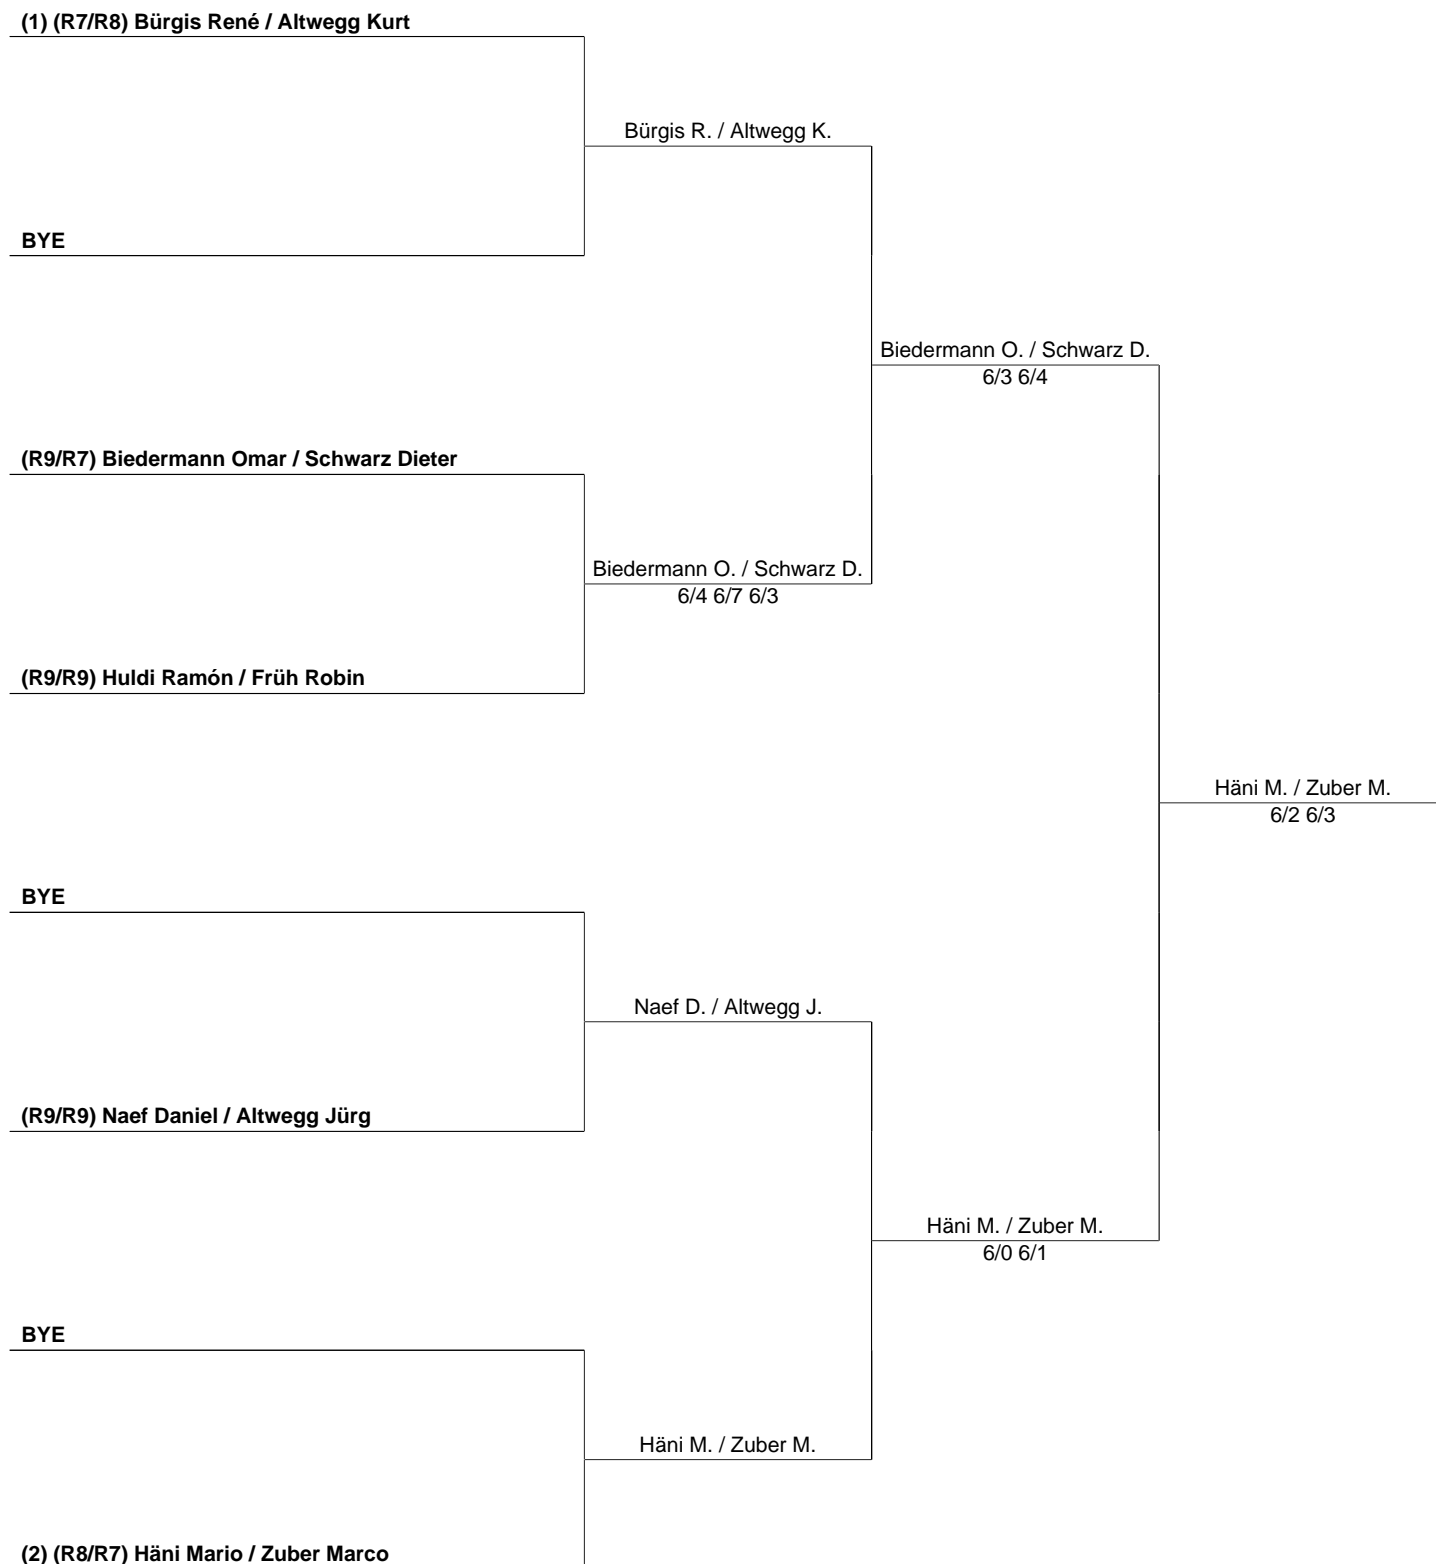 (1) (R7/R8) Bürgis René / Altwegg Kurt
Bürgis R. / Altwegg K.
BYE
Biedermann O. / Schwarz D.
6/3 6/4
(R9/R7) Biedermann Omar / Schwarz Dieter
Biedermann O. / Schwarz D.
6/4 6/7 6/3
(R9/R9) Huldi Ramón / Früh Robin
Häni M. / Zuber M.
6/2 6/3
BYE
Naef D. / Altwegg J.
(R9/R9) Naef Daniel / Altwegg Jürg
Häni M. / Zuber M.
6/0 6/1
BYE
Häni M. / Zuber M.
(2) (R8/R7) Häni Mario / Zuber Marco